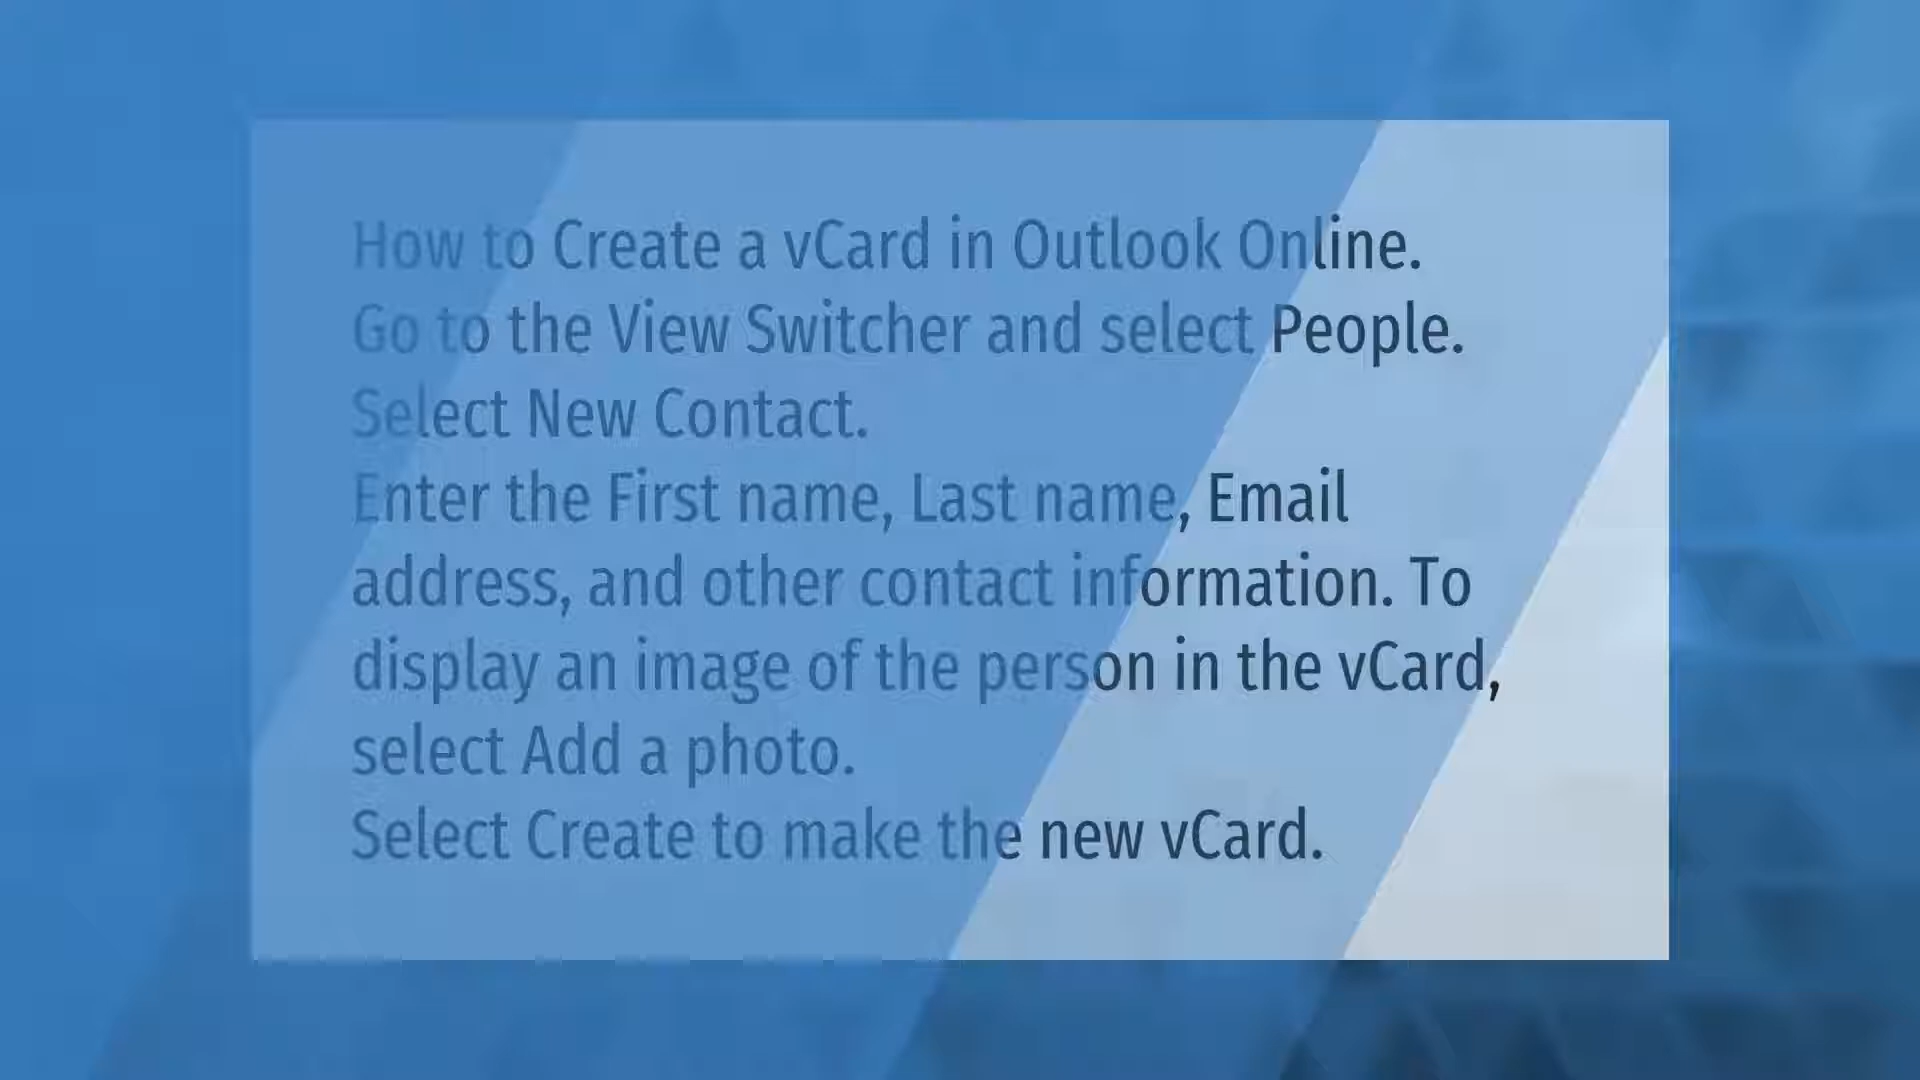 How to Create a vCard in Outlook Online.
Go to the View Switcher and select People.
Select New Contact.
Enter the First name, Last name, Email
address, and other contact information. To
display an image of the person in the vCard,
select Add a photo.
Select Create to make the new vCard.